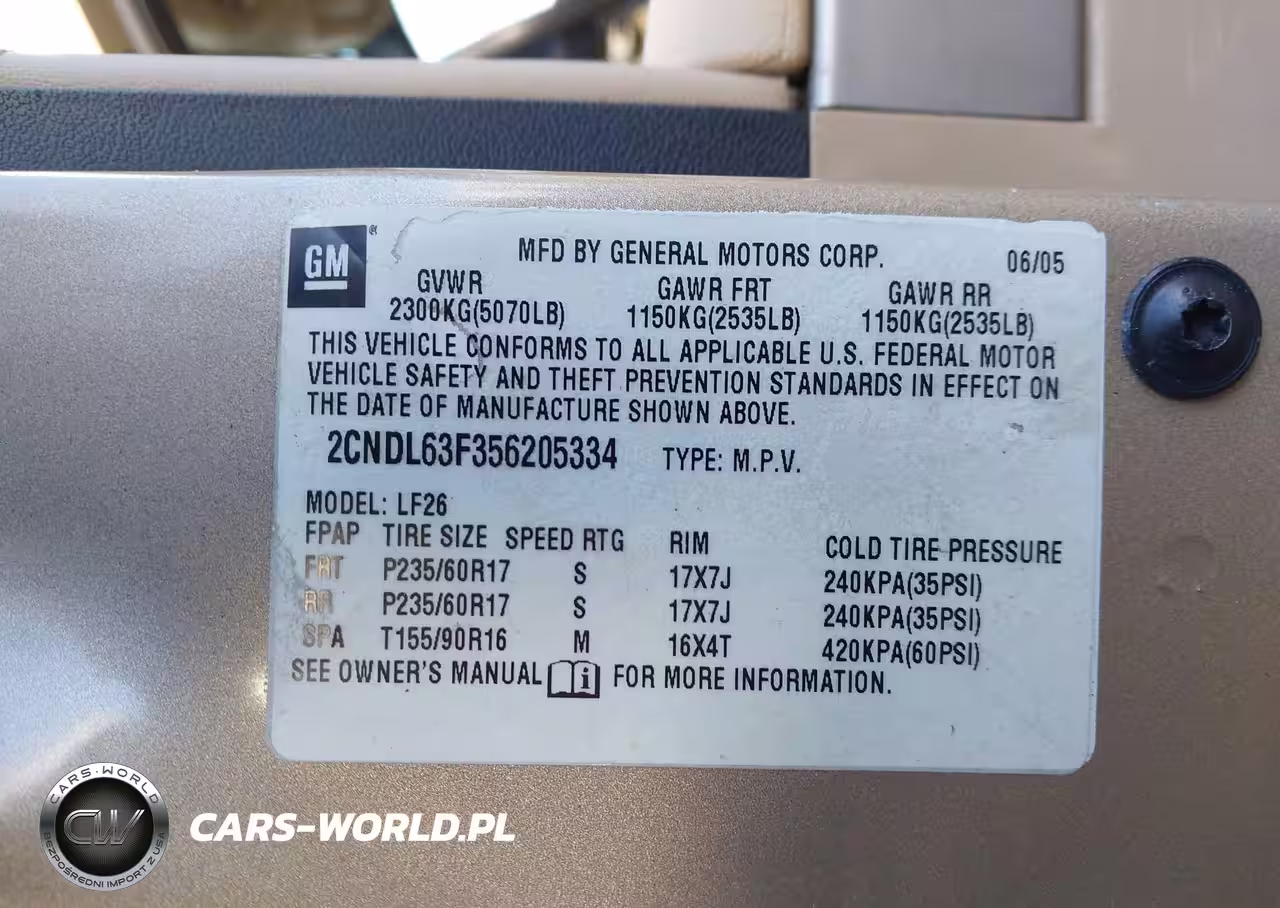 GM®
MFD BY GENERAL MOTORS CORP. 06/05
GVWR GAWR FRT GAWR RR
2300KG(5070LB) 1150KG(2535LB) 1150KG(2535LB)
THIS VEHICLE CONFORMS TO ALL APPLICABLE U.S. FEDERAL MOTOR
VEHICLE SAFETY AND THEFT PREVENTION STANDARDS IN EFFECT ON
THE DATE OF MANUFACTURE SHOWN ABOVE.
2CNDL63F356205334 TYPE: M.P.V.
MODEL: LF26
FPAP TIRE SIZE SPEED RTG RIM COLD TIRE PRESSURE
FRT P235/60R17 S 17X7J 240KPA(35PSI)
RR P235/60R17 S 17X7J 240KPA(35PSI)
SPA T155/90R16 M 16X4T 420KPA(60PSI)
SEE OWNER'S MANUAL i FOR MORE INFORMATION.
CARS-WORLD
CW
BEZPOŚREDNI IMPORT Z USA
CARS-WORLD.PL